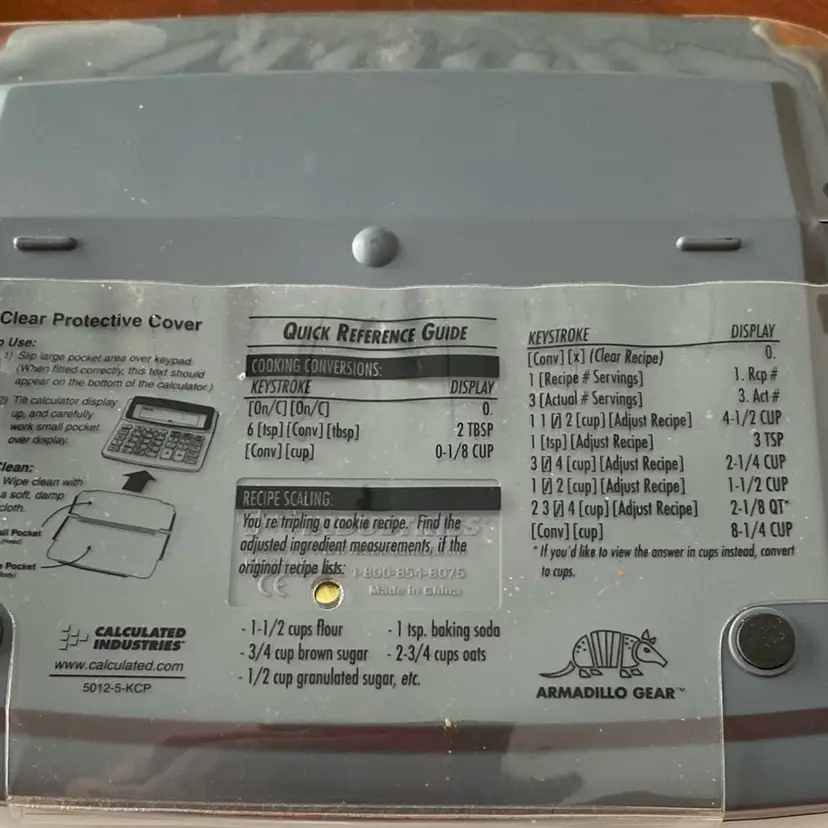 Clear Protective Cover
Use:
1) Slip large pocket area over keypad.
(When fitted correctly, this text should
appear on the bottom of the calculator.)
2) Tilt calculator display
up, and carefully
work small pocket
over display.
Clean:
Wipe clean with
a soft, damp
cloth.
Pocket
(Head)
Pocket
CALCULATED
INDUSTRIES
www.calculated.com
5012-5-KCP
QUICK REFERENCE GUIDE
COOKING CONVERSIONS:
KEYSTROKE DISPLAY
[On/C] [On/C] 0.
6 [tsp] [Conv] [tbsp] 2 TBSP
[Conv] [cup] 0-1/8 CUP
RECIPE SCALING:
You're tripling a cookie recipe. Find the
adjusted ingredient measurements, if the
original recipe lists:
1-800-854-8075
CE Made in China
- 1-1/2 cups flour - 1 tsp. baking soda
- 3/4 cup brown sugar - 2-3/4 cups oats
- 1/2 cup granulated sugar, etc.
KEYSTROKE DISPLAY
[Conv] [x] (Clear Recipe) 0.
1 [Recipe # Servings] 1. Rcp #
3 [Actual # Servings] 3. Act #
1 1 [/] 2 [cup] [Adjust Recipe] 4-1/2 CUP
1 [tsp] [Adjust Recipe] 3 TSP
3 [/] 4 [cup] [Adjust Recipe] 2-1/4 CUP
1 [/] 2 [cup] [Adjust Recipe] 1-1/2 CUP
2 3 [/] 4 [cup] [Adjust Recipe] 2-1/8 QT*
[Conv] [cup] 8-1/4 CUP
* If you'd like to view the answer in cups instead, convert
to cups.
ARMADILLO GEAR™